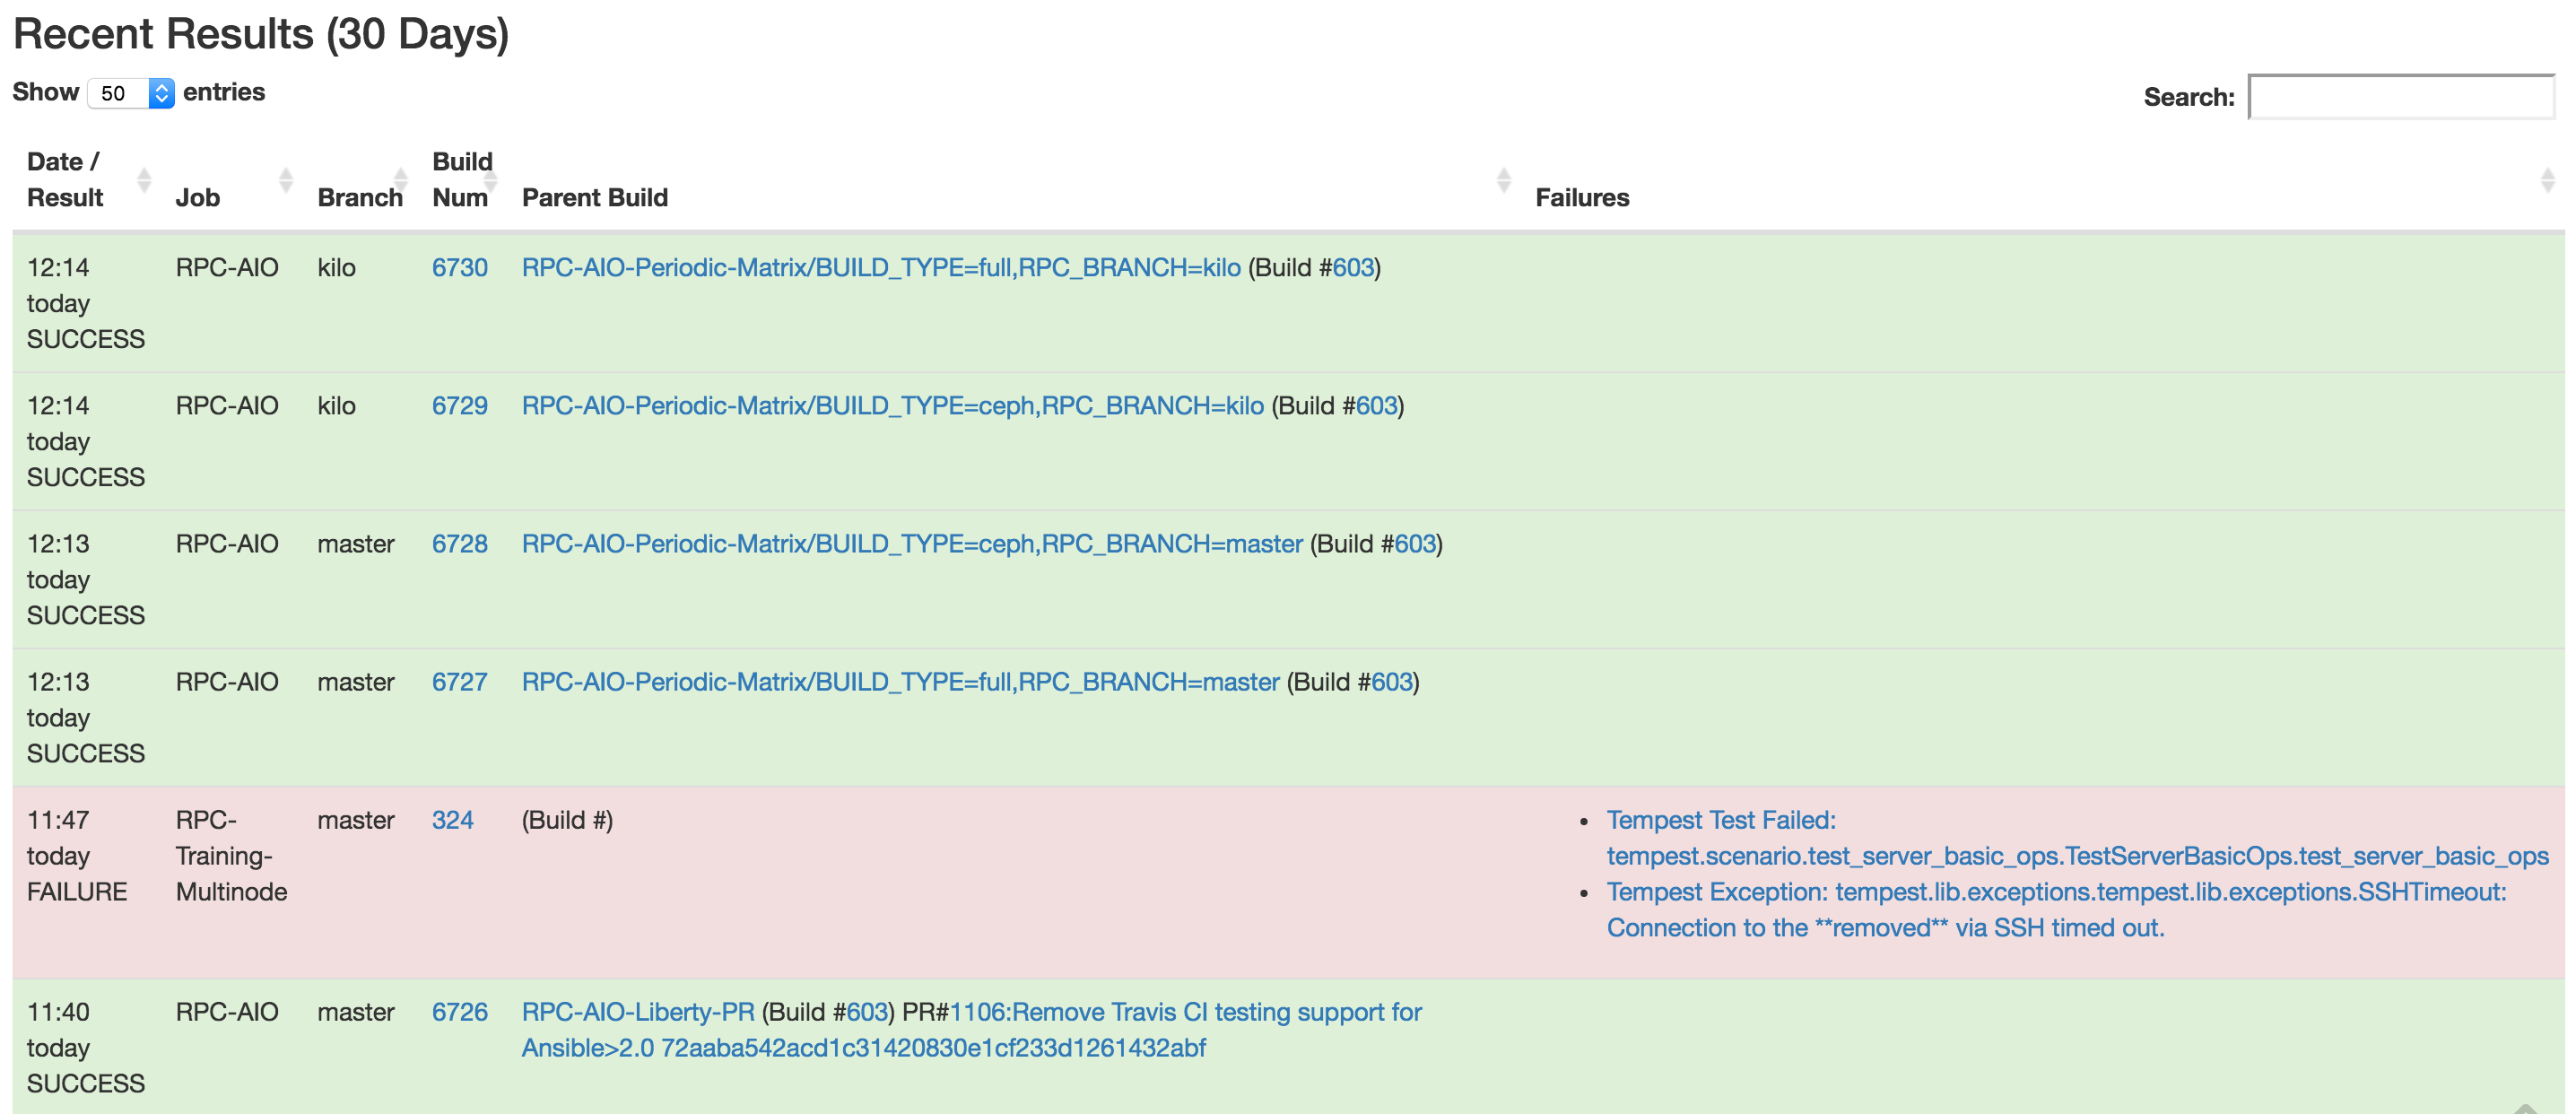 Recent Results (30 Days)
Show 50 entries
Search:
Date / Result Job Branch Build Num Parent Build Failures
12:14 today SUCCESS RPC-AIO kilo 6730 RPC-AIO-Periodic-Matrix/BUILD_TYPE=full,RPC_BRANCH=kilo (Build #603)
12:14 today SUCCESS RPC-AIO kilo 6729 RPC-AIO-Periodic-Matrix/BUILD_TYPE=ceph,RPC_BRANCH=kilo (Build #603)
12:13 today SUCCESS RPC-AIO master 6728 RPC-AIO-Periodic-Matrix/BUILD_TYPE=ceph,RPC_BRANCH=master (Build #603)
12:13 today SUCCESS RPC-AIO master 6727 RPC-AIO-Periodic-Matrix/BUILD_TYPE=full,RPC_BRANCH=master (Build #603)
11:47 today FAILURE RPC-Training-Multinode master 324 (Build #)
• Tempest Test Failed:
tempest.scenario.test_server_basic_ops.TestServerBasicOps.test_server_basic_ops
• Tempest Exception: tempest.lib.exceptions.tempest.lib.exceptions.SSHTimeout:
Connection to the **removed** via SSH timed out.
11:40 today SUCCESS RPC-AIO master 6726 RPC-AIO-Liberty-PR (Build #603) PR#1106:Remove Travis CI testing support for
Ansible>2.0 72aaba542acd1c31420830e1cf233d1261432abf